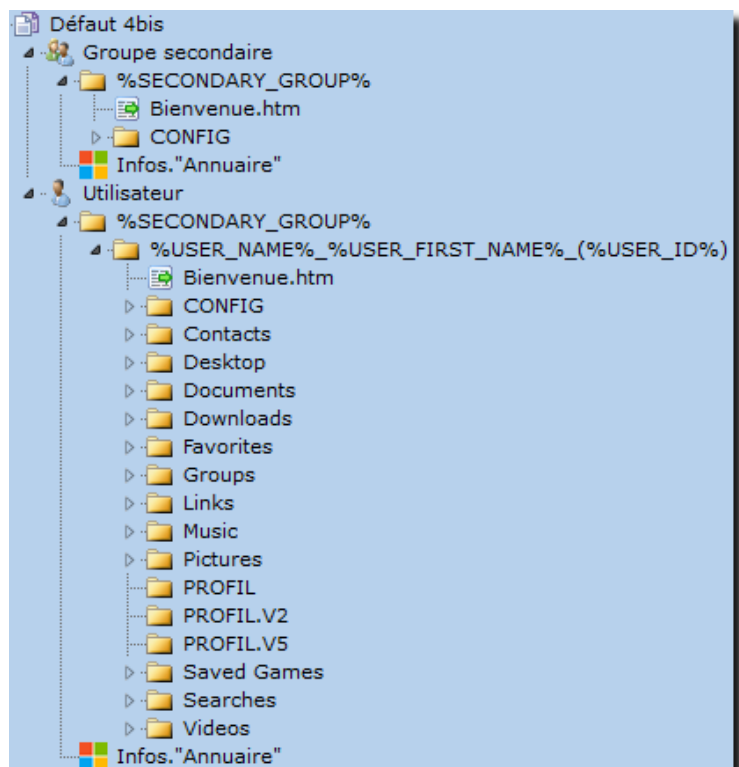 Défaut 4bis
Groupe secondaire
%SECONDARY_GROUP%
Bienvenue.htm
CONFIG
Infos."Annuaire"
Utilisateur
%SECONDARY_GROUP%
%USER_NAME%_%USER_FIRST_NAME%_(%USER_ID%)
Bienvenue.htm
CONFIG
Contacts
Desktop
Documents
Downloads
Favorites
Groups
Links
Music
Pictures
PROFIL
PROFIL.V2
PROFIL.V5
Saved Games
Searches
Videos
Infos."Annuaire"